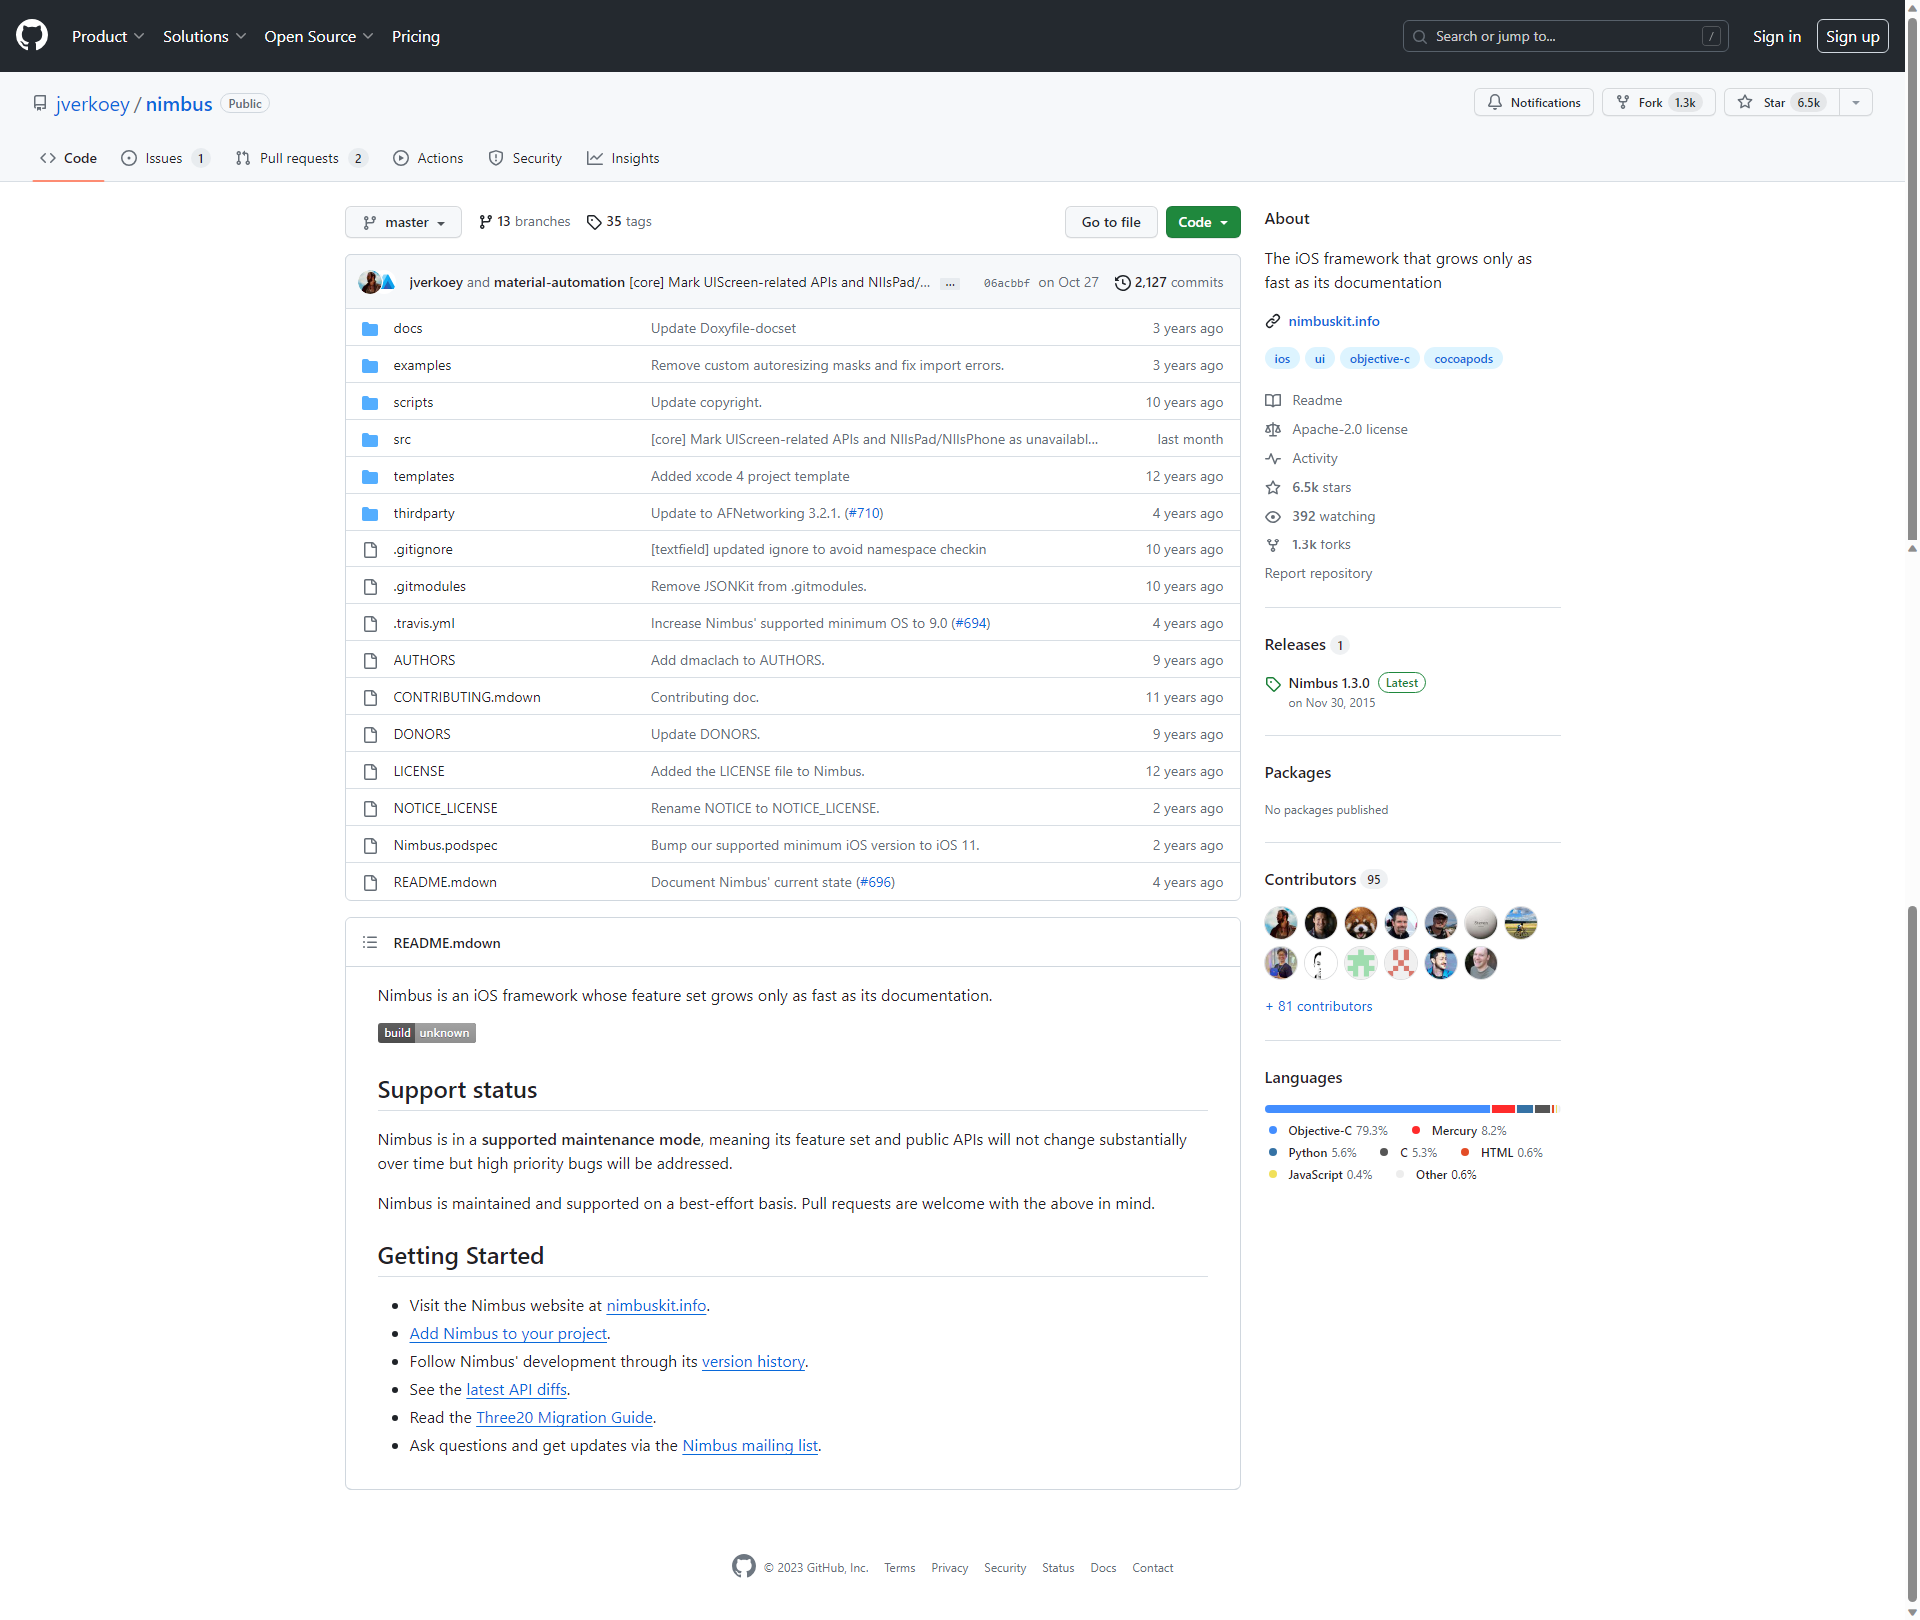 Product Solutions Open Source Pricing Search or jump to... / Sign in Sign up
jverkoey / nimbus Public Notifications Fork 1.3k Star 6.5k
Code Issues 1 Pull requests 2 Actions Security Insights
master 13 branches 35 tags Go to file Code
jverkoey and material-automation [core] Mark UIScreen-related APIs and NIIsPad/... ... 06acbbf on Oct 27 2,127 commits
docs Update Doxyfile-docset 3 years ago
examples Remove custom autoresizing masks and fix import errors. 3 years ago
scripts Update copyright. 10 years ago
src [core] Mark UIScreen-related APIs and NIIsPad/NIIsPhone as unavailabl... last month
templates Added xcode 4 project template 12 years ago
thirdparty Update to AFNetworking 3.2.1. (#710) 4 years ago
.gitignore [textfield] updated ignore to avoid namespace checkin 10 years ago
.gitmodules Remove JSONKit from .gitmodules. 10 years ago
.travis.yml Increase Nimbus' supported minimum OS to 9.0 (#694) 4 years ago
AUTHORS Add dmaclach to AUTHORS. 9 years ago
CONTRIBUTING.mdown Contributing doc. 11 years ago
DONORS Update DONORS. 9 years ago
LICENSE Added the LICENSE file to Nimbus. 12 years ago
NOTICE_LICENSE Rename NOTICE to NOTICE_LICENSE. 2 years ago
Nimbus.podspec Bump our supported minimum iOS version to iOS 11. 2 years ago
README.mdown Document Nimbus' current state (#696) 4 years ago
README.mdown
Nimbus is an iOS framework whose feature set grows only as fast as its documentation.
build unknown
Support status
Nimbus is in a supported maintenance mode, meaning its feature set and public APIs will not change substantially
over time but high priority bugs will be addressed.
Nimbus is maintained and supported on a best-effort basis. Pull requests are welcome with the above in mind.
Getting Started
Visit the Nimbus website at nimbuskit.info.
Add Nimbus to your project.
Follow Nimbus' development through its version history.
See the latest API diffs.
Read the Three20 Migration Guide.
Ask questions and get updates via the Nimbus mailing list.
About
The iOS framework that grows only as
fast as its documentation
nimbuskit.info
ios ui objective-c cocoapods
Readme
Apache-2.0 license
Activity
6.5k stars
392 watching
1.3k forks
Report repository
Releases 1
Nimbus 1.3.0 Latest
on Nov 30, 2015
Packages
No packages published
Contributors 95
+ 81 contributors
Languages
Objective-C 79.3% Mercury 8.2%
Python 5.6% C 5.3% HTML 0.6%
JavaScript 0.4% Other 0.6%
© 2023 GitHub, Inc. Terms Privacy Security Status Docs Contact